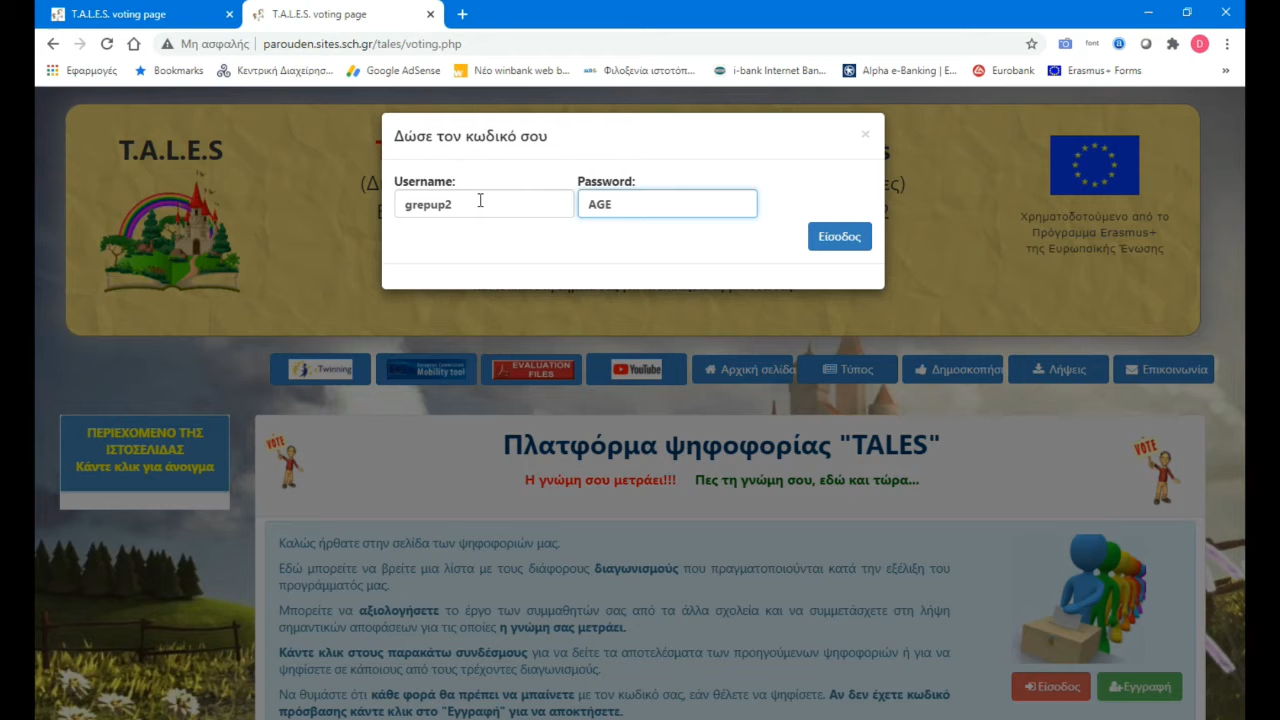 T.A.L.E.S. voting page
T.A.L.E.S. voting page
Μη ασφαλής
parouden.sites.sch.gr/tales/voting.php
Εφαρμογές
Bookmarks
Κεντρική Διαχείρισ...
Google AdSense
Νέο winbank web b...
Φιλοξενία ιστοτόπ...
i-bank Internet Ban...
Alpha e-Banking | E...
Eurobank
Erasmus+ Forms
»
T.A.L.E.S
Δώσε τον κωδικό σου
×
Username:
Password:
grepup2
AGE
Είσοδος
Χρηματοδοτούμενο από το
Πρόγραμμα Erasmus+
της Ευρωπαϊκής Ένωσης
eTwinning
Mobility tool
EVALUATION
FILES
YouTube
Αρχική σελίδα
Τύπος
Δημοσκοπήσ
Λήψεις
Επικοινωνία
ΠΕΡΙΕΧΟΜΕΝΟ ΤΗΣ
ΙΣΤΟΣΕΛΙΔΑΣ
Κάντε κλικ για άνοιγμα
VOTE
Πλατφόρμα ψηφοφορίας "TALES"
VOTE
Η γνώμη σου μετράει!!! Πες τη γνώμη σου, εδώ και τώρα...
Καλώς ήρθατε στην σελίδα των ψηφοφοριών μας.
Εδώ μπορείτε να βρείτε μια λίστα με τους διάφορους διαγωνισμούς που πραγματοποιούνται κατά την εξέλιξη του
προγράμματός μας.
Μπορείτε να αξιολογήσετε το έργο των συμμαθητών σας από τα άλλα σχολεία και να συμμετάσχετε στη λήψη
σημαντικών αποφάσεων για τις οποίες η γνώμη σας μετράει.
Κάντε κλικ στους παρακάτω συνδέσμους για να δείτε τα αποτελέσματα των προηγούμενων ψηφοφοριών ή για να
ψηφίσετε σε κάποιους από τους τρέχοντες διαγωνισμούς.
Να θυμάστε ότι κάθε φορά θα πρέπει να μπαίνετε με τον κωδικό σας, εάν θέλετε να ψηφίσετε. Αν δεν έχετε κωδικό
πρόσβασης κάντε κλικ στο "Εγγραφή" για να αποκτήσετε.
Είσοδος
Εγγραφή